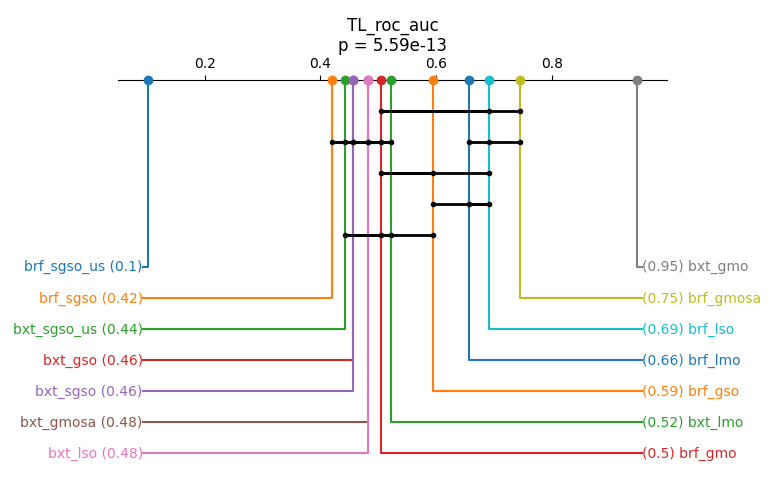 TL_roc_auc
p = 5.59e-13
0.2 0.4 0.6 0.8
brf_sgso_us (0.1) (0.95) bxt_gmo
brf_sgso (0.42) (0.75) brf_gmosa
bxt_sgso_us (0.44) (0.69) brf_lso
bxt_gso (0.46) (0.66) brf_lmo
bxt_sgso (0.46) (0.59) brf_gso
bxt_gmosa (0.48) (0.52) bxt_lmo
bxt_lso (0.48) (0.5) brf_gmo